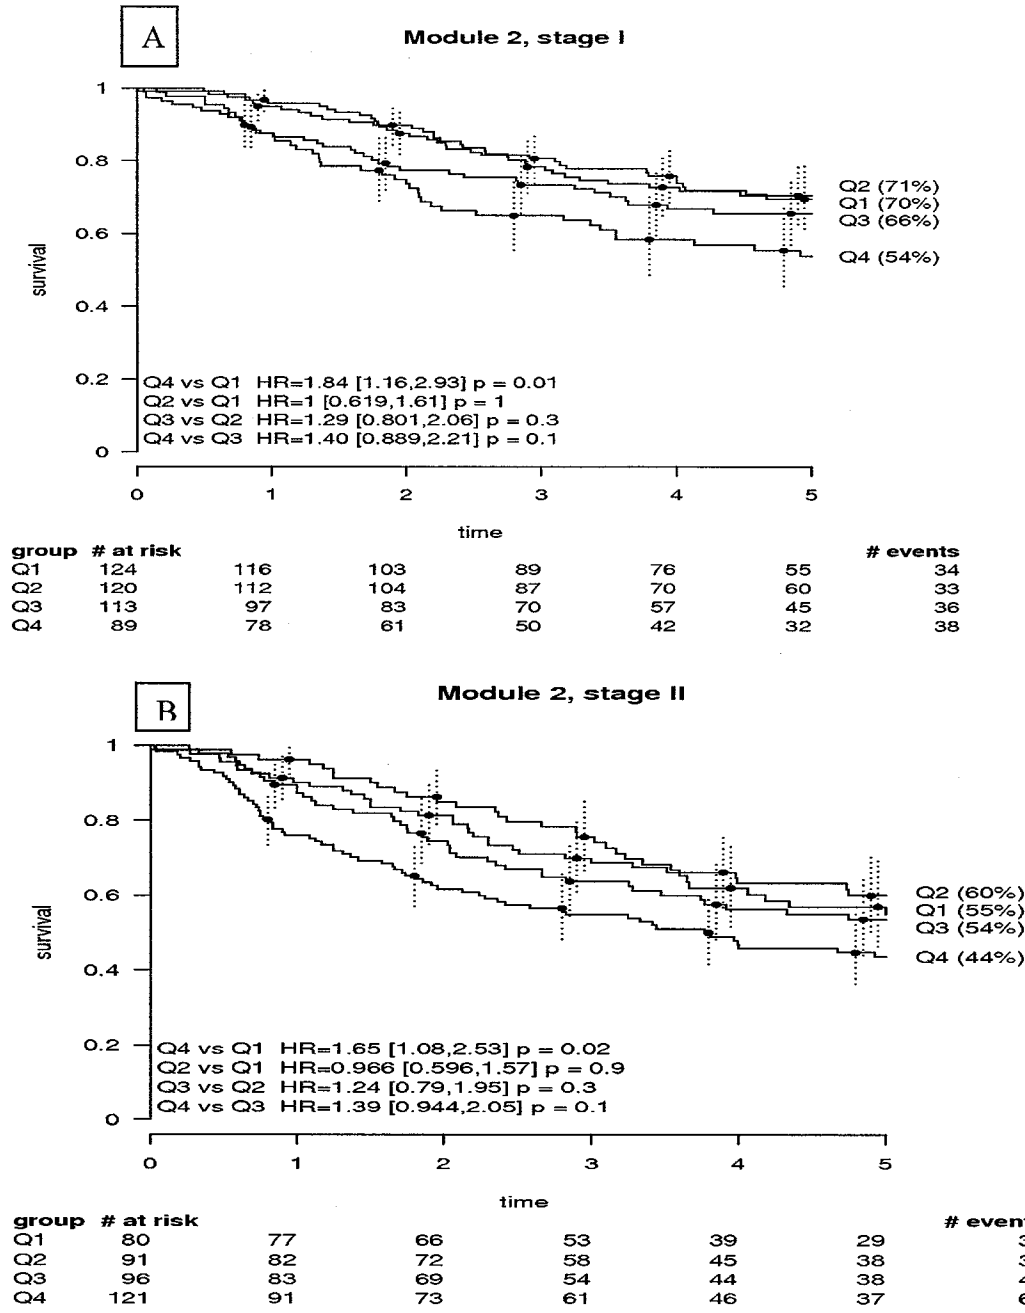 A
Module 2, stage I
1
0.8
0.6
0.4
0.2
0
survival
Q2 (71%)
Q1 (70%)
Q3 (66%)
Q4 (54%)
Q4 vs Q1 HR=1.84 [1.16,2.93] p = 0.01
Q2 vs Q1 HR=1 [0.619,1.61] p = 1
Q3 vs Q2 HR=1.29 [0.801,2.06] p = 0.3
Q4 vs Q3 HR=1.40 [0.889,2.21] p = 0.1
0 1 2 3 4 5
time
group # at risk # events
Q1 124 116 103 89 76 55 34
Q2 120 112 104 87 70 60 33
Q3 113 97 83 70 57 45 36
Q4 89 78 61 50 42 32 38
B
Module 2, stage II
1
0.8
0.6
0.4
0.2
0
survival
Q2 (60%)
Q1 (55%)
Q3 (54%)
Q4 (44%)
Q4 vs Q1 HR=1.65 [1.08,2.53] p = 0.02
Q2 vs Q1 HR=0.966 [0.596,1.57] p = 0.9
Q3 vs Q2 HR=1.24 [0.79,1.95] p = 0.3
Q4 vs Q3 HR=1.39 [0.944,2.05] p = 0.1
0 1 2 3 4 5
time
group # at risk # even
Q1 80 77 66 53 39 29
Q2 91 82 72 58 45 38
Q3 96 83 69 54 44 38
Q4 121 91 73 61 46 37